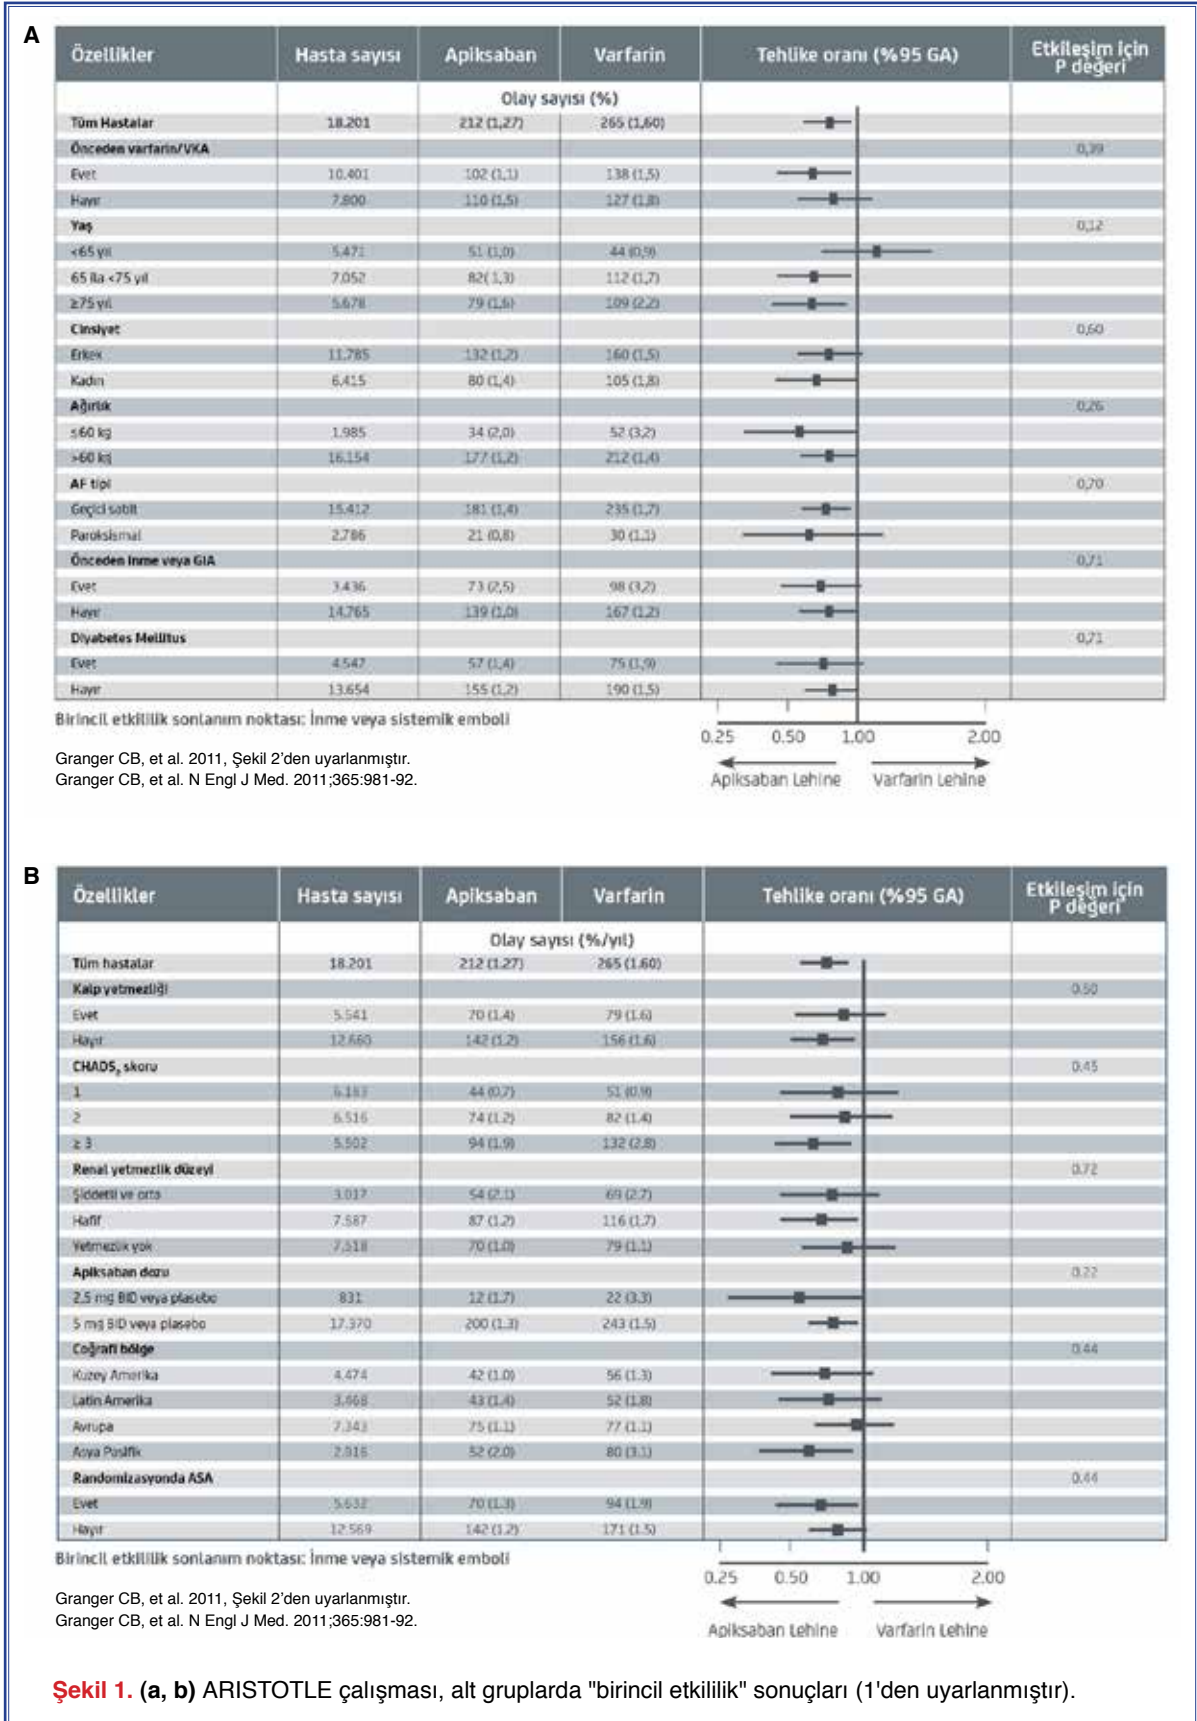 A
Özellikler Hasta sayısı Apiksaban Varfarin Tehlike oranı (%95 GA) Etkileşim için P değeri
Olay sayısı (%)
Tüm Hastalar 18.201 212 (1,27) 265 (1,60)
Önceden varfarin/VKA 0,39
Evet 10.401 102 (1,1) 138 (1,5)
Hayır 7.800 110 (1,5) 127 (1,8)
Yaş 0,12
<65 yıl 5.471 51 (1,0) 44 (0,9)
65 ila <75 yıl 7.052 82( 1,3) 112 (1,7)
≥75 yıl 5.678 79 (1,6) 109 (2,2)
Cinsiyet 0,60
Erkek 11.785 132 (1,2) 160 (1,5)
Kadın 6.415 80 (1,4) 105 (1,8)
Ağırlık 0,26
≤60 kg 1.985 34 (2,0) 52 (3,2)
>60 kg 16.154 177 (1,2) 212 (1,4)
AF tipi 0,70
Geçici sabit 15.412 181 (1,4) 235 (1,7)
Paroksismal 2.786 21 (0,8) 30 (1,1)
Önceden İnme veya GIA 0,71
Evet 3.436 73 (2,5) 98 (3,2)
Hayır 14.765 139 (1,0) 167 (1,2)
Diyabetes Mellitus 0,71
Evet 4.547 57 (1,4) 75 (1,9)
Hayır 13.654 155 (1,2) 190 (1,5)
Birincil etkililik sonlanım noktası: İnme veya sistemik emboli
0.25 0.50 1.00 2.00
Apiksaban Lehine Varfarin Lehine
Granger CB, et al. 2011, Şekil 2’den uyarlanmıştır.
Granger CB, et al. N Engl J Med. 2011;365:981-92.
B
Özellikler Hasta sayısı Apiksaban Varfarin Tehlike oranı (%95 GA) Etkileşim için P değeri
Olay sayısı (%/yıl)
Tüm hastalar 18.201 212 (1.27) 265 (1.60)
Kalp yetmezliği 0.50
Evet 5.541 70 (1.4) 79 (1.6)
Hayır 12.660 142 (1.2) 156 (1.6)
CHADS₂ skoru 0.45
1 6.183 44 (0.7) 51 (0.9)
2 6.516 74 (1.2) 82 (1.4)
≥ 3 5.502 94 (1.9) 132 (2.8)
Renal yetmezlik düzeyi 0.72
Şiddetli ve orta 3.017 54 (2.1) 69 (2.7)
Hafif 7.587 87 (1.2) 116 (1.7)
Yetmezlik yok 7.518 70 (1.0) 79 (1.1)
Apiksaban dozu 0.22
2.5 mg BID veya plasebo 831 12 (1.7) 22 (3.3)
5 mg BID veya plasebo 17.370 200 (1.3) 243 (1.5)
Coğrafi bölge 0.44
Kuzey Amerika 4.474 42 (1.0) 56 (1.3)
Latin Amerika 3.468 43 (1.4) 52 (1.8)
Avrupa 7.343 75 (1.1) 77 (1.1)
Asya Pasifik 2.916 52 (2.0) 80 (3.1)
Randomizasyonda ASA 0.44
Evet 5.632 70 (1.3) 94 (1.9)
Hayır 12.569 142 (1.2) 171 (1.5)
Birincil etkililik sonlanım noktası: İnme veya sistemik emboli
0.25 0.50 1.00 2.00
Apiksaban Lehine Varfarin Lehine
Granger CB, et al. 2011, Şekil 2’den uyarlanmıştır.
Granger CB, et al. N Engl J Med. 2011;365:981-92.
Şekil 1. (a, b) ARISTOTLE çalışması, alt gruplarda "birincil etkililik" sonuçları (1'den uyarlanmıştır).